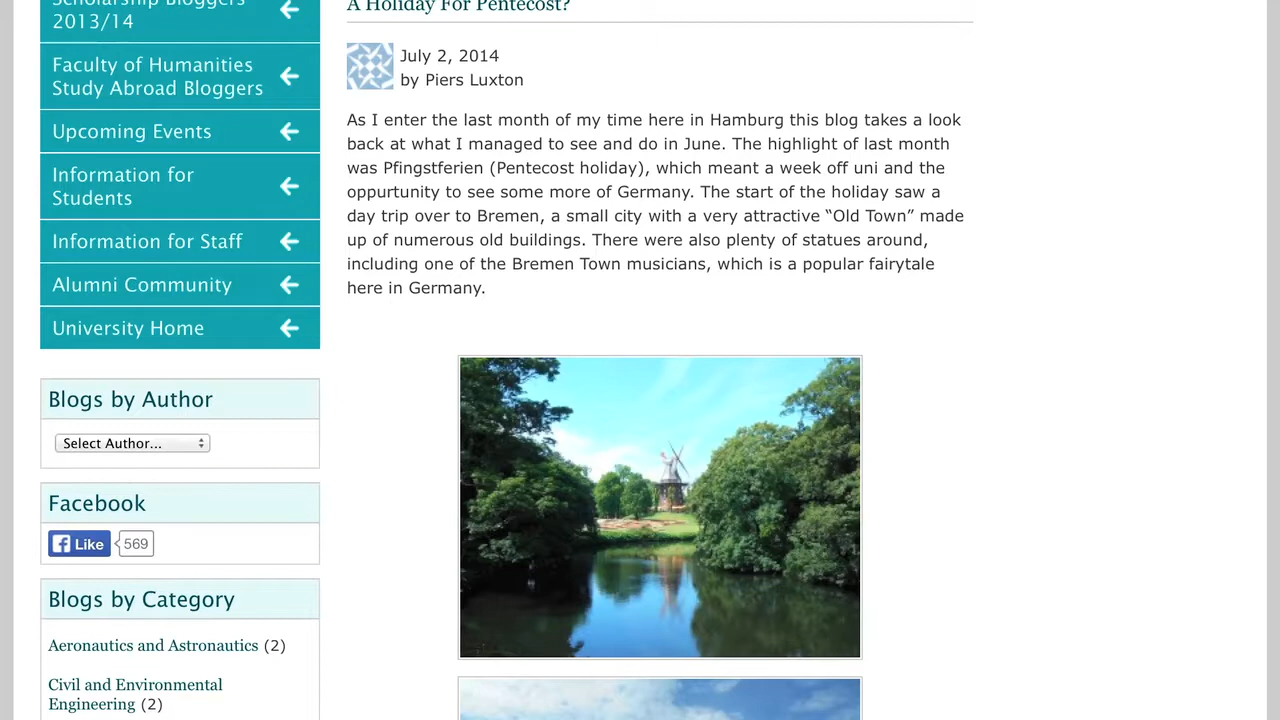 Scholarship Bloggers
2013/14
Faculty of Humanities
Study Abroad Bloggers
Upcoming Events
Information for
Students
Information for Staff
Alumni Community
University Home
Blogs by Author
Select Author...
Facebook
Like 569
Blogs by Category
Aeronautics and Astronautics (2)
Civil and Environmental
Engineering (2)
A Holiday For Pentecost?
July 2, 2014
by Piers Luxton
As I enter the last month of my time here in Hamburg this blog takes a look
back at what I managed to see and do in June. The highlight of last month
was Pfingstferien (Pentecost holiday), which meant a week off uni and the
oppurtunity to see some more of Germany. The start of the holiday saw a
day trip over to Bremen, a small city with a very attractive “Old Town” made
up of numerous old buildings. There were also plenty of statues around,
including one of the Bremen Town musicians, which is a popular fairytale
here in Germany.